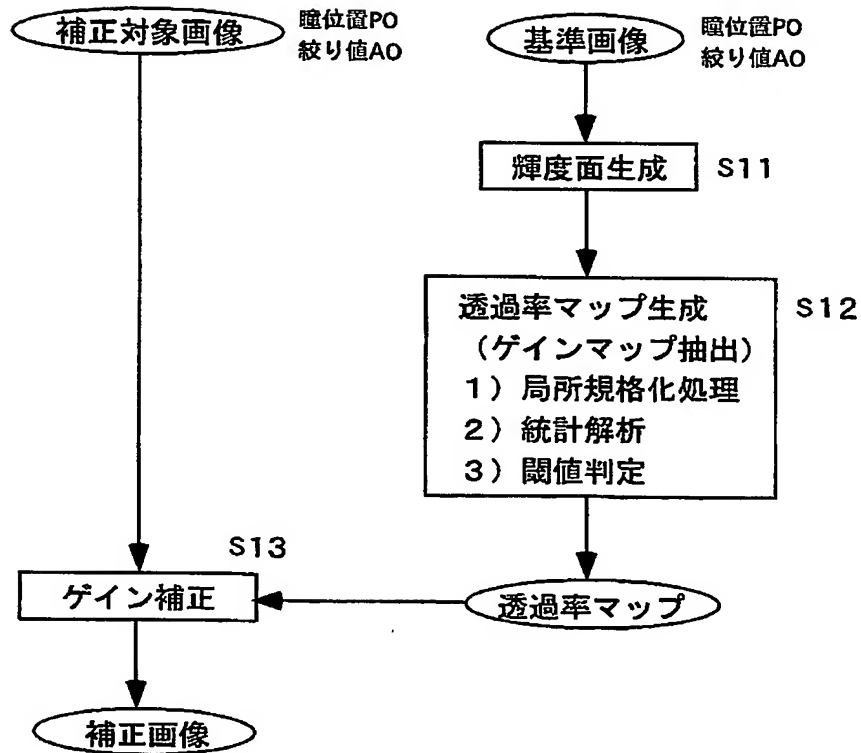 補正対象画像
瞳位置PO
絞り値AO
基準画像
瞳位置PO
絞り値AO
輝度面生成
S11
透過率マップ生成
(ゲインマップ抽出)
1)局所規格化処理
2)統計解析
3)閾値判定
S12
S13
ゲイン補正
透過率マップ
補正画像